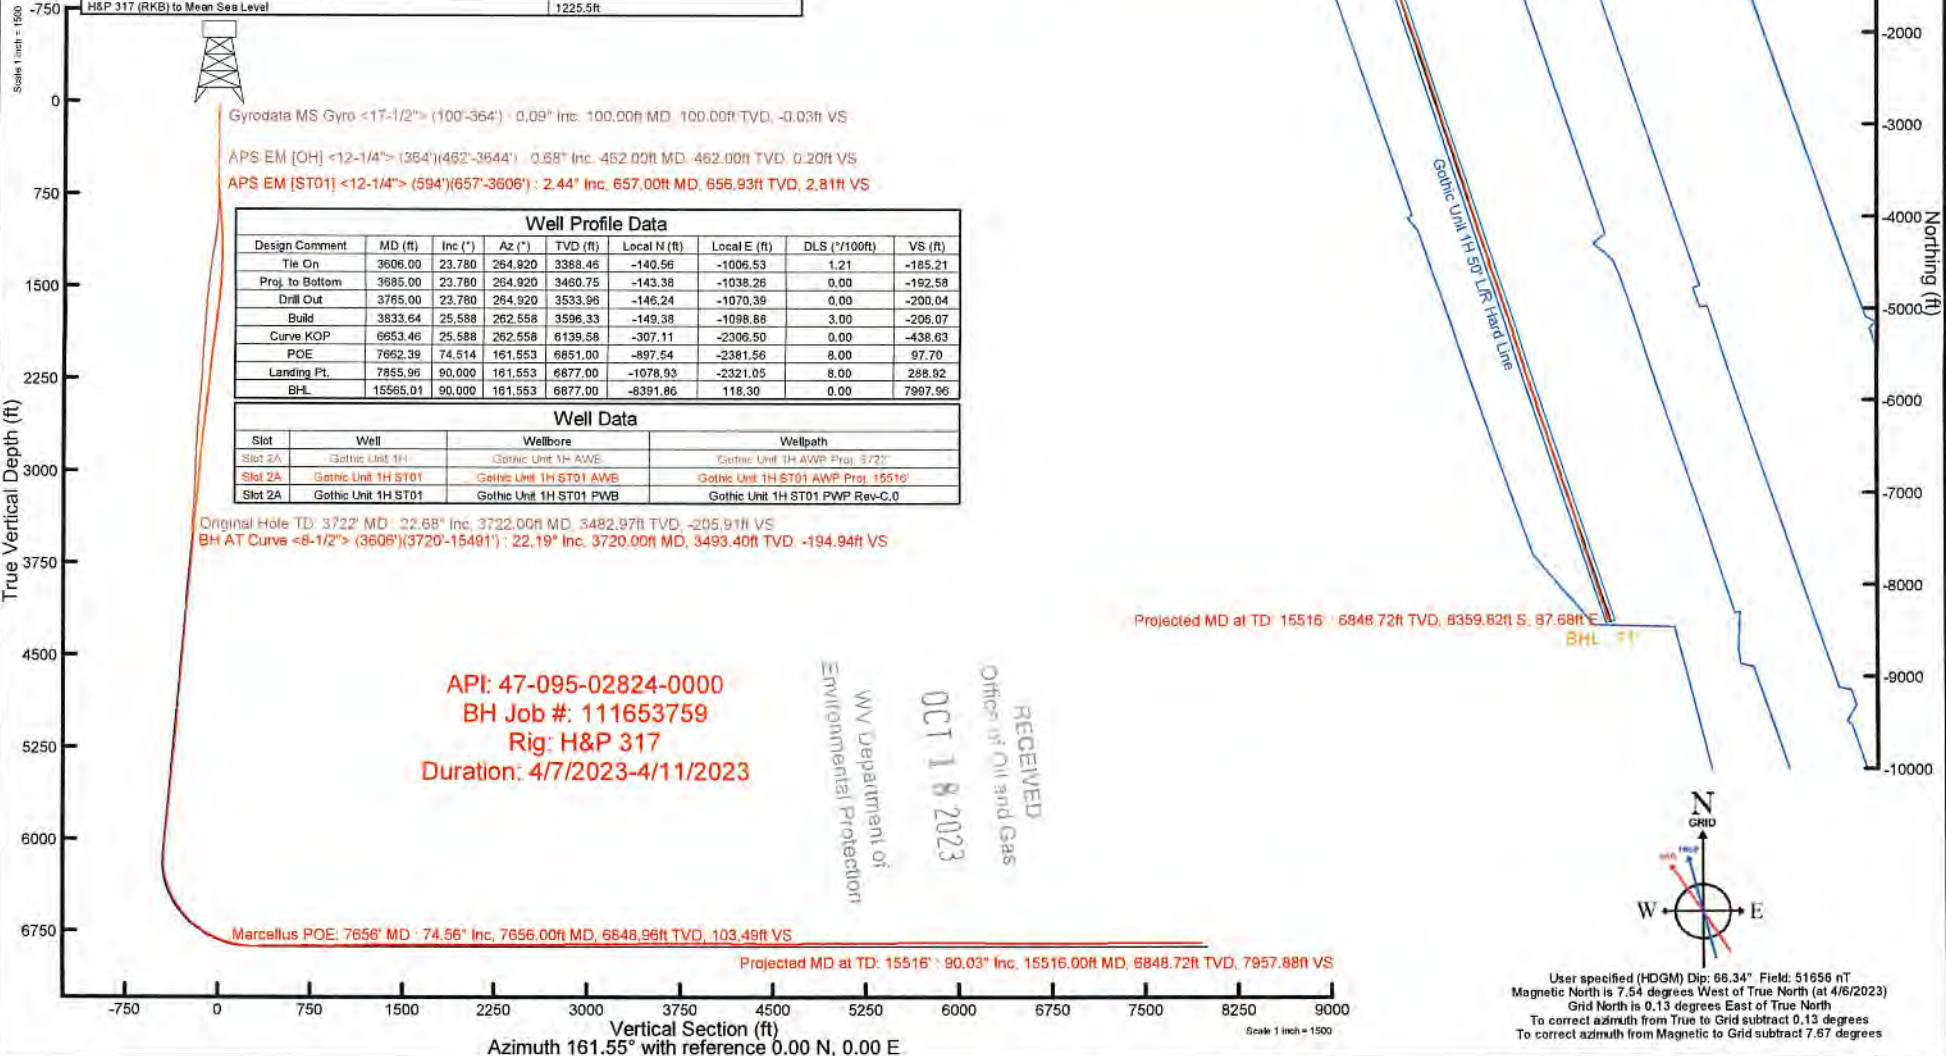 H&P 317 (RKB) to Mean Sea Level 1225.5ft
Scale 1 inch = 1500
-750
0
750
1500
2250
3000
3750
4500
5250
6000
6750
True Vertical Depth (ft)
Gyrodata MS Gyro <17-1/2"> (100'-364') : 0.09° Inc, 100.00ft MD, 100.00ft TVD, -0.03ft VS
APS EM [OH] <12-1/4"> (364')(462'-3644') : 0.68° Inc, 462.00ft MD, 462.00ft TVD, 0.20ft VS
APS EM [ST01] <12-1/4"> (594')(657'-3606') : 2.44° Inc, 657.00ft MD, 656.93ft TVD, 2.81ft VS
Well Profile Data
Design Comment MD (ft) Inc (°) Az (°) TVD (ft) Local N (ft) Local E (ft) DLS (°/100ft) VS (ft)
Tie On 3606.00 23.780 264.920 3388.46 -140.56 -1006.53 1.21 -185.21
Proj. to Bottom 3685.00 23.780 264.920 3460.75 -143.38 -1038.26 0.00 -192.58
Drill Out 3765.00 23.780 264.920 3533.96 -146.24 -1070.39 0.00 -200.04
Build 3833.64 25.588 262.558 3596.33 -149.38 -1098.88 3.00 -206.07
Curve KOP 6653.46 25.588 262.558 6139.58 -307.11 -2306.50 0.00 -438.63
POE 7662.39 74.514 161.553 6851.00 -897.54 -2381.56 8.00 97.70
Landing Pt. 7855.96 90.000 161.553 6877.00 -1078.93 -2321.05 8.00 288.92
BHL 15565.01 90.000 161.553 6877.00 -8391.86 118.30 0.00 7997.96
Well Data
Slot Well Wellbore Wellpath
Slot 2A Gothic Unit 1H Gothic Unit 1H AWB Gothic Unit 1H AWP Proj. 3722'
Slot 2A Gothic Unit 1H ST01 Gothic Unit 1H ST01 AWB Gothic Unit 1H ST01 AWP Proj. 15516'
Slot 2A Gothic Unit 1H ST01 Gothic Unit 1H ST01 PWB Gothic Unit 1H ST01 PWP Rev-C.0
Original Hole TD: 3722' MD : 22.68° Inc, 3722.00ft MD, 3482.97ft TVD, -205.91ft VS
BH AT Curve <8-1/2"> (3606')(3720'-15491') : 22.19° Inc, 3720.00ft MD, 3493.40ft TVD, -194.94ft VS
API: 47-095-02824-0000
BH Job #: 111653759
Rig: H&P 317
Duration: 4/7/2023-4/11/2023
RECEIVED
Office of Oil and Gas
OCT 18 2023
WV Department of
Environmental Protection
Marcellus POE: 7656' MD : 74.56° Inc, 7656.00ft MD, 6848.96ft TVD, 103.49ft VS
Projected MD at TD: 15516' : 90.03° Inc, 15516.00ft MD, 6848.72ft TVD, 7957.88ft VS
-750 0 750 1500 2250 3000 3750 4500 5250 6000 6750 7500 8250 9000
Vertical Section (ft)
Scale 1 inch = 1500
Azimuth 161.55° with reference 0.00 N, 0.00 E
Gothic Unit 1H 50' L/R Hard Line
Projected MD at TD: 15516' : 6848.72ft TVD, 8359.62ft S, 87.68ft E
BHL
-2000
-3000
-4000
-5000
-6000
-7000
-8000
-9000
-10000
Northing (ft)
N
GRID
TRUE
W E
User specified (HDGM) Dip: 66.34° Field: 51656 nT
Magnetic North is 7.54 degrees West of True North (at 4/6/2023)
Grid North is 0.13 degrees East of True North
To correct azimuth from True to Grid subtract 0.13 degrees
To correct azimuth from Magnetic to Grid subtract 7.67 degrees